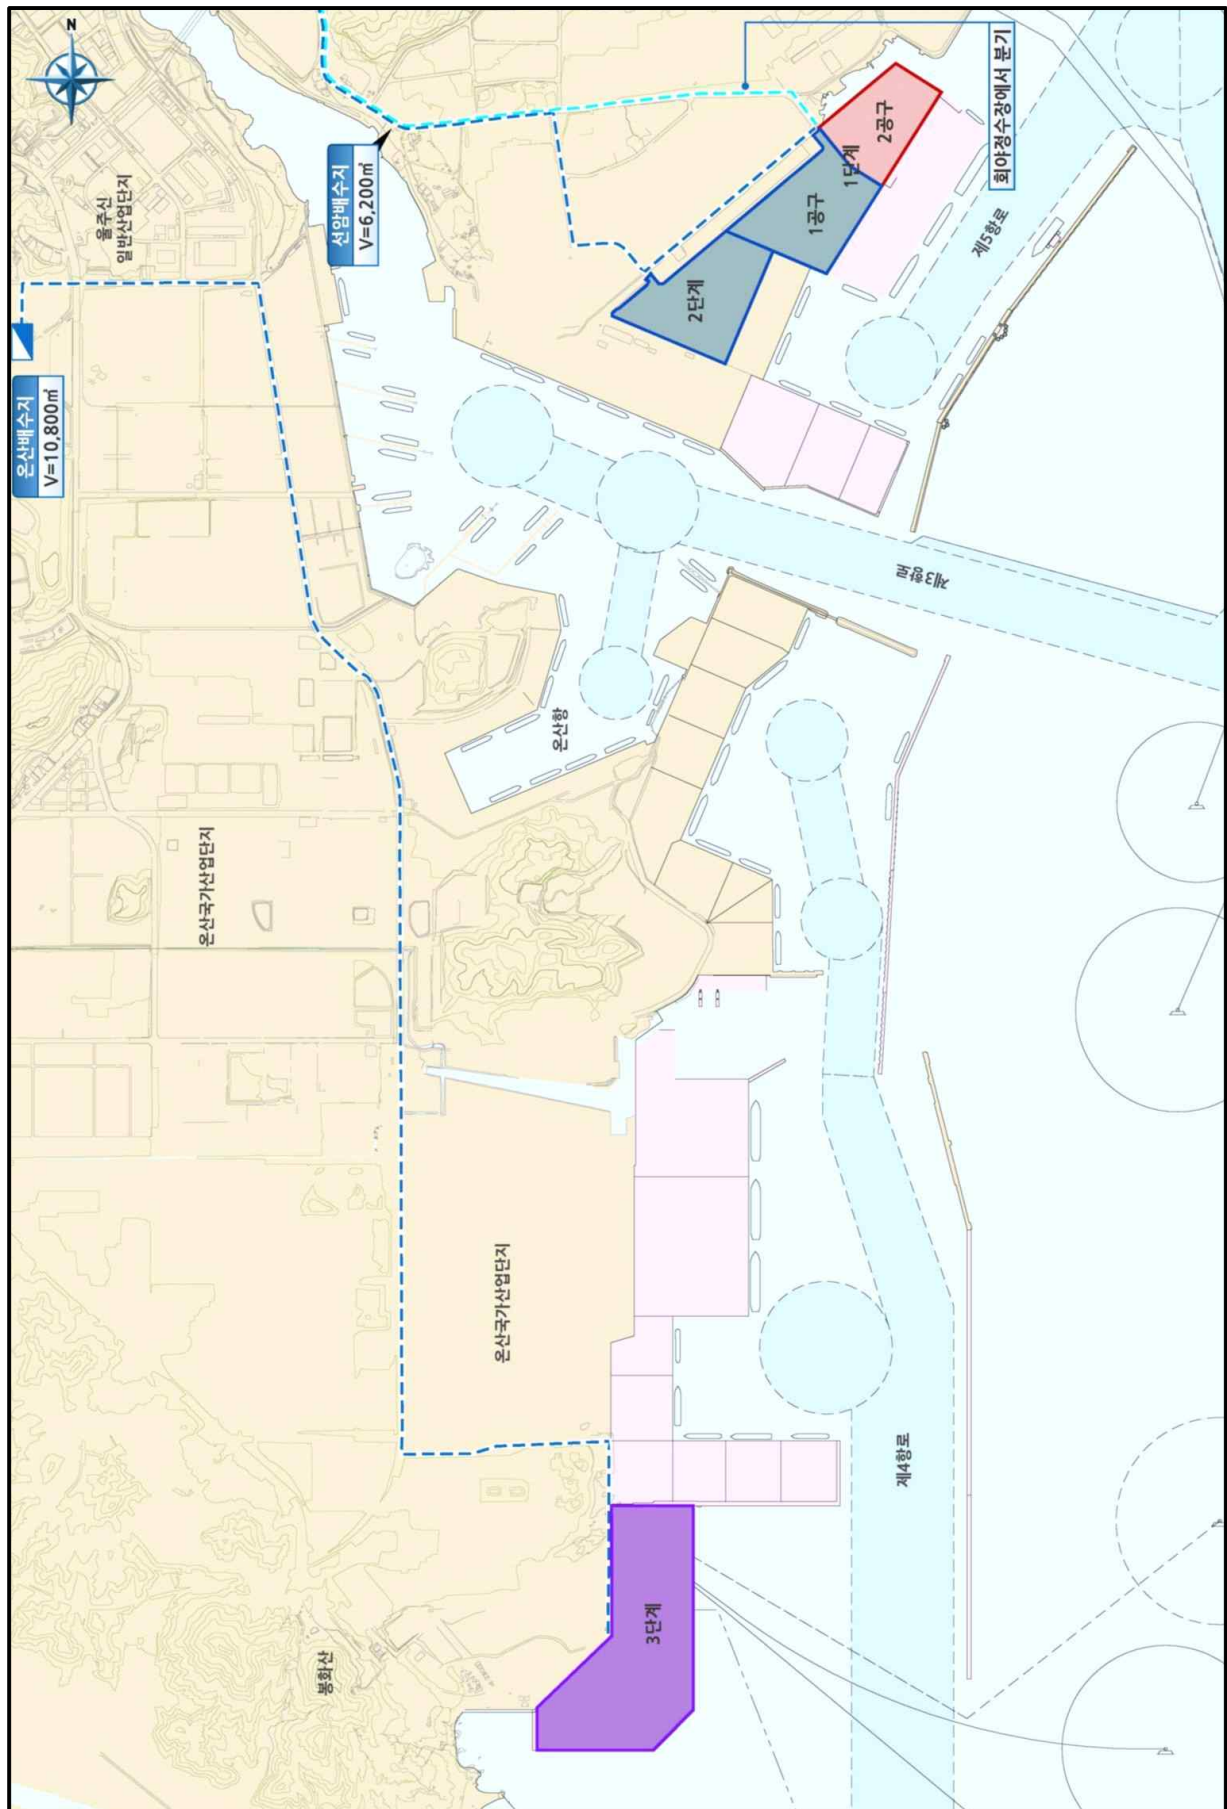 N
울주신
일반산업단지
온산배수지
V=10,800㎥
선암배수지
V=6,200㎥
회야정수장에서 분기
2공구
1단계
1공구
2단계
제5항로
제3항로
온산항
온산국가산업단지
온산국가산업단지
제4항로
3단계
봉화산